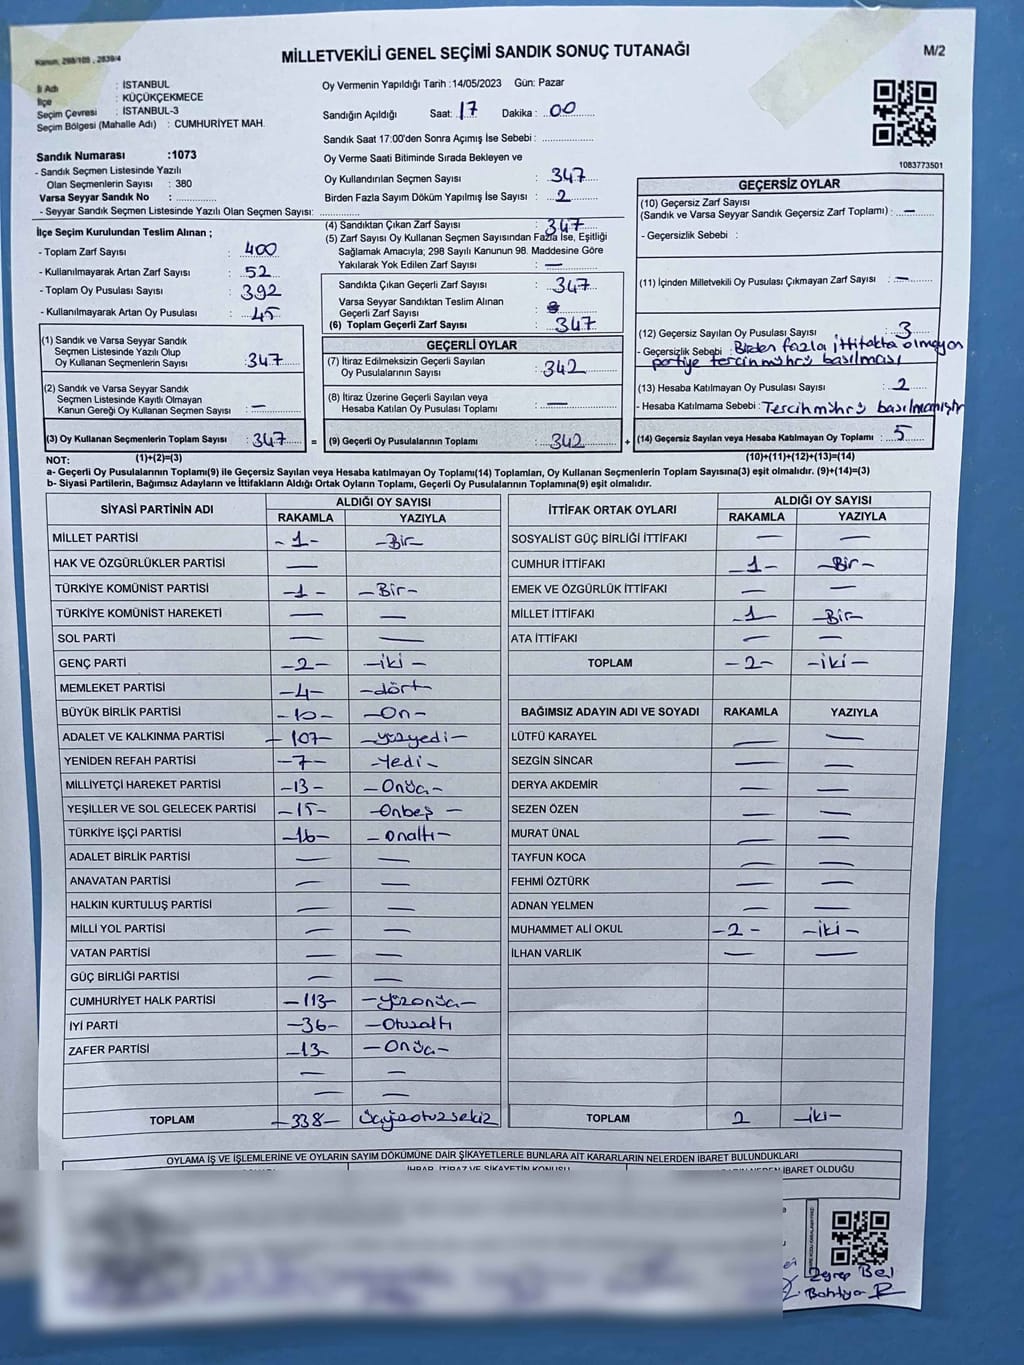 Kanun, 298/105 , 2839/4
MİLLETVEKİLİ GENEL SEÇİMİ SANDIK SONUÇ TUTANAĞI
M/2
İl Adı : İSTANBUL
İlçe : KÜÇÜKÇEKMECE
Seçim Çevresi : İSTANBUL-3
Seçim Bölgesi (Mahalle Adı) : CUMHURİYET MAH.
Oy Vermenin Yapıldığı Tarih :14/05/2023 Gün: Pazar
Sandığın Açıldığı Saat: 17 Dakika : 00
Sandık Saat 17:00'den Sonra Açımış İse Sebebi :
1083773501
Sandık Numarası :1073
- Sandık Seçmen Listesinde Yazılı
Olan Seçmenlerin Sayısı : 380
Varsa Seyyar Sandık No :
- Seyyar Sandık Seçmen Listesinde Yazılı Olan Seçmen Sayısı:
Oy Verme Saati Bitiminde Sırada Bekleyen ve
Oy Kullandırılan Seçmen Sayısı : 347
Birden Fazla Sayım Döküm Yapılmış İse Sayısı : 2
İlçe Seçim Kurulundan Teslim Alınan ;
- Toplam Zarf Sayısı : 400
- Kullanılmayarak Artan Zarf Sayısı : 52
- Toplam Oy Pusulası Sayısı : 392
- Kullanılmayarak Artan Oy Pusulası : 45
(4) Sandıktan Çıkan Zarf Sayısı : 347
(5) Zarf Sayısı Oy Kullanan Seçmen Sayısından Fazla İse, Eşitliği
Sağlamak Amacıyla; 298 Sayılı Kanunun 98. Maddesine Göre
Yakılarak Yok Edilen Zarf Sayısı : —
Sandıkta Çıkan Geçerli Zarf Sayısı : 347
Varsa Seyyar Sandıktan Teslim Alınan
Geçerli Zarf Sayısı :
(6) Toplam Geçerli Zarf Sayısı : 347
GEÇERSİZ OYLAR
(10) Geçersiz Zarf Sayısı
(Sandık ve Varsa Seyyar Sandık Geçersiz Zarf Toplamı) : —
- Geçersizlik Sebebi :
(11) İçinden Milletvekili Oy Pusulası Çıkmayan Zarf Sayısı : —
(12) Geçersiz Sayılan Oy Pusulası Sayısı : 3
- Geçersizlik Sebebi : Birden fazla ittifakta olmayan
partiye tercih mührü basılması
(13) Hesaba Katılmayan Oy Pusulası Sayısı : 2
- Hesaba Katılmama Sebebi : Tercih mührü basılmamıştır
(14) Geçersiz Sayılan veya Hesaba Katılmayan Oy Toplamı : 5
(10)+(11)+(12)+(13)=(14)
(1) Sandık ve Varsa Seyyar Sandık
Seçmen Listesinde Yazılı Olup
Oy Kullanan Seçmenlerin Sayısı : 347
(2) Sandık ve Varsa Seyyar Sandık
Seçmen Listesinde Kayıtlı Olmayan
Kanun Gereği Oy Kullanan Seçmen Sayısı : —
(3) Oy Kullanan Seçmenlerin Toplam Sayısı : 347 =
(1)+(2)=(3)
GEÇERLİ OYLAR
(7) İtiraz Edilmeksizin Geçerli Sayılan
Oy Pusulalarının Sayısı : 342
(8) İtiraz Üzerine Geçerli Sayılan veya
Hesaba Katılan Oy Pusulası Toplamı : —
(9) Geçerli Oy Pusulalarının Toplamı : 342 +
NOT:
a- Geçerli Oy Pusulalarının Toplamı(9) ile Geçersiz Sayılan veya Hesaba katılmayan Oy Toplamı(14) Toplamları, Oy Kullanan Seçmenlerin Toplam Sayısına(3) eşit olmalıdır. (9)+(14)=(3)
b- Siyasi Partilerin, Bağımsız Adayların ve İttifakların Aldığı Ortak Oyların Toplamı, Geçerli Oy Pusulalarının Toplamına(9) eşit olmalıdır.
SİYASİ PARTİNİN ADI ALDIĞI OY SAYISI
RAKAMLA YAZIYLA
MİLLET PARTİSİ -1- -Bir-
HAK VE ÖZGÜRLÜKLER PARTİSİ —
TÜRKİYE KOMÜNİST PARTİSİ -1- -Bir-
TÜRKİYE KOMÜNİST HAREKETİ — —
SOL PARTİ — —
GENÇ PARTİ -2- -iki-
MEMLEKET PARTİSİ -4- -dört-
BÜYÜK BİRLİK PARTİSİ -10- -On-
ADALET VE KALKINMA PARTİSİ -107- -yüzyedi-
YENİDEN REFAH PARTİSİ -7- -Yedi-
MİLLİYETÇİ HAREKET PARTİSİ -13- -Onüç-
YEŞİLLER VE SOL GELECEK PARTİSİ -15- -Onbeş-
TÜRKİYE İŞÇİ PARTİSİ -16- -onaltı-
ADALET BİRLİK PARTİSİ — —
ANAVATAN PARTİSİ — —
HALKIN KURTULUŞ PARTİSİ — —
MİLLİ YOL PARTİSİ — —
VATAN PARTİSİ — —
GÜÇ BİRLİĞİ PARTİSİ — —
CUMHURİYET HALK PARTİSİ -113- -yüzonüç-
İYİ PARTİ -36- -Otuzaltı
ZAFER PARTİSİ -13- -Onüç-
— —
— —
TOPLAM -338- üçyüzotuzsekiz
İTTİFAK ORTAK OYLARI ALDIĞI OY SAYISI
RAKAMLA YAZIYLA
SOSYALİST GÜÇ BİRLİĞİ İTTİFAKI — —
CUMHUR İTTİFAKI -1- -Bir-
EMEK VE ÖZGÜRLÜK İTTİFAKI — —
MİLLET İTTİFAKI -1- -Bir-
ATA İTTİFAKI — —
TOPLAM -2- -iki-
BAĞIMSIZ ADAYIN ADI VE SOYADI RAKAMLA YAZIYLA
LÜTFÜ KARAYEL — —
SEZGİN SİNCAR — —
DERYA AKDEMİR — —
SEZEN ÖZEN — —
MURAT ÜNAL — —
TAYFUN KOCA — —
FEHMİ ÖZTÜRK — —
ADNAN YELMEN — —
MUHAMMET ALİ OKUL -2- -iki-
İLHAN VARLIK — —
TOPLAM 2 -iki-
OYLAMA İŞ VE İŞLEMLERİNE VE OYLARIN SAYIM DÖKÜMÜNE DAİR ŞİKAYETLERLE BUNLARA AİT KARARLARIN NELERDEN İBARET BULUNDUKLARI
İHBAR, İTİRAZ VE ŞİKAYETİN KONUSU
NEDEN İBARET OLDUĞU
Zeynep Bel